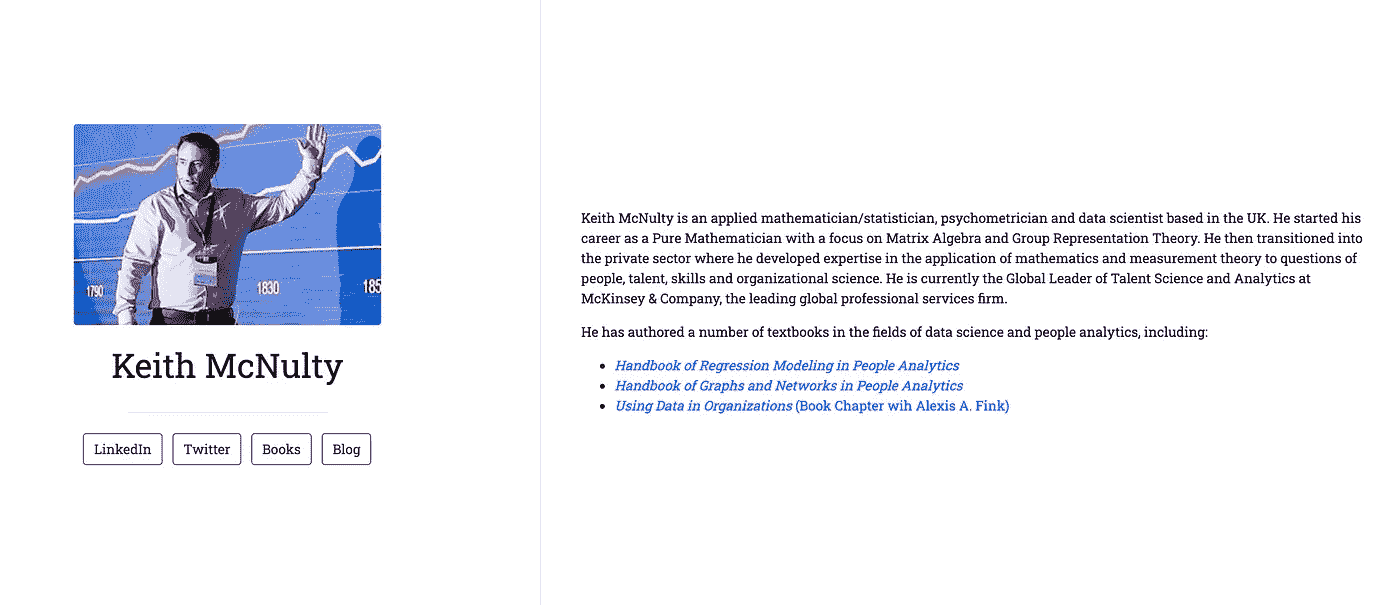 1790
1830
185
Keith McNulty
LinkedIn Twitter Books Blog
Keith McNulty is an applied mathematician/statistician, psychometrician and data scientist based in the UK. He started his
career as a Pure Mathematician with a focus on Matrix Algebra and Group Representation Theory. He then transitioned into
the private sector where he developed expertise in the application of mathematics and measurement theory to questions of
people, talent, skills and organizational science. He is currently the Global Leader of Talent Science and Analytics at
McKinsey & Company, the leading global professional services firm.
He has authored a number of textbooks in the fields of data science and people analytics, including:
• Handbook of Regression Modeling in People Analytics
• Handbook of Graphs and Networks in People Analytics
• Using Data in Organizations (Book Chapter wih Alexis A. Fink)